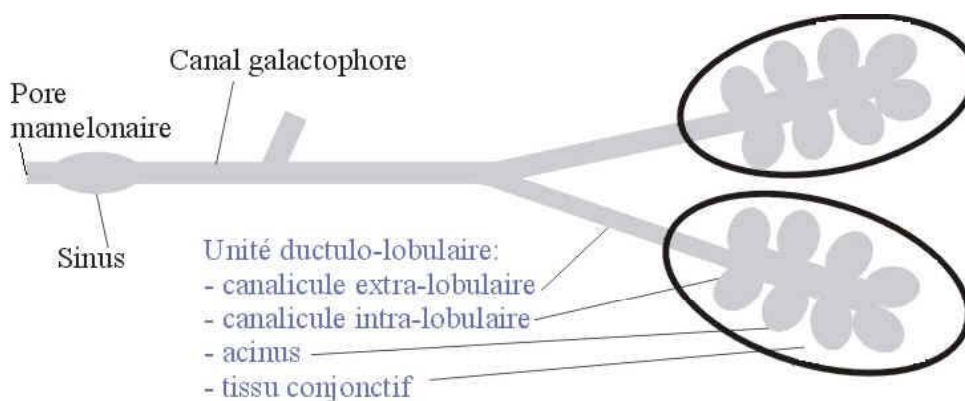 Canal galactophore
Pore
mamelonaire
Sinus
Unité ductulo-lobulaire:
- canalicule extra-lobulaire
- canalicule intra-lobulaire
- acinus
- tissu conjonctif